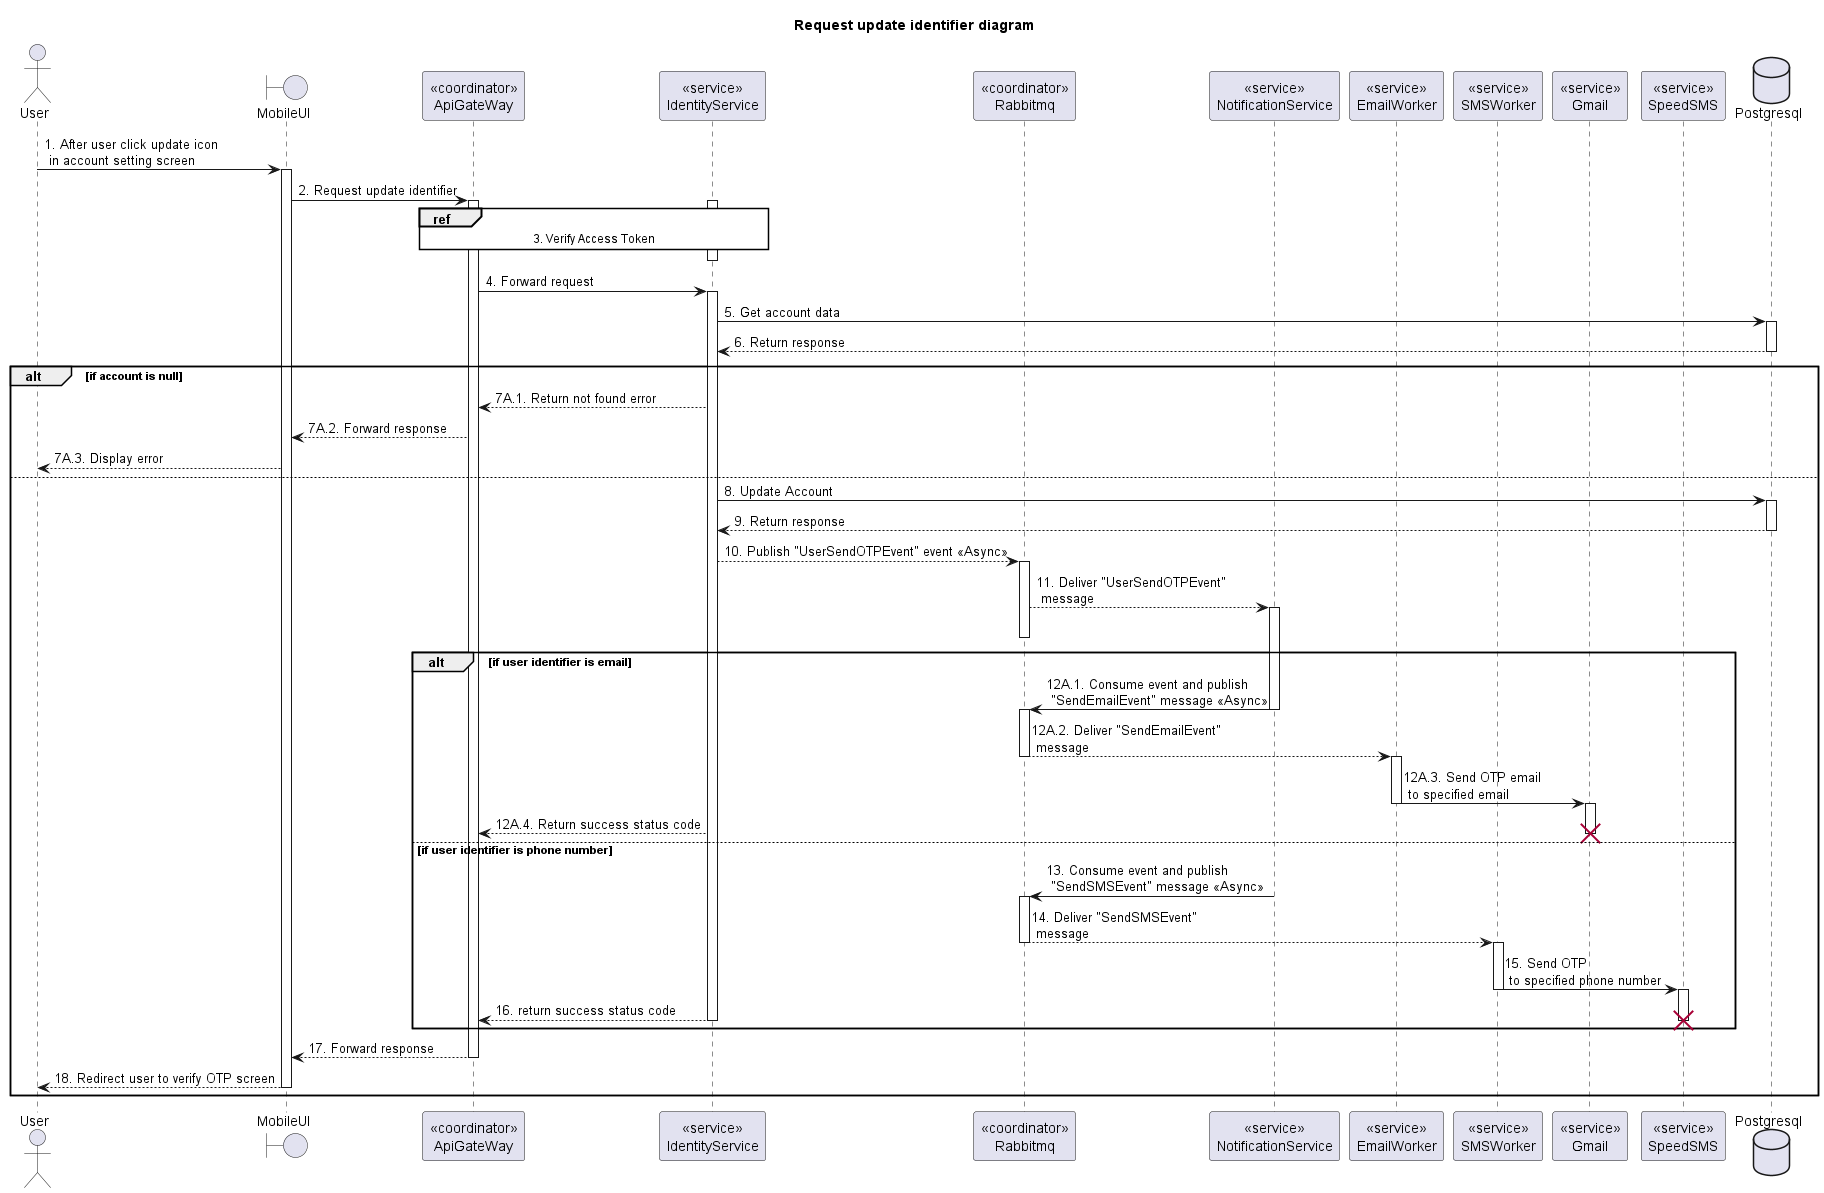 Request update identifier diagram
User
MobileUI
«coordinator»
ApiGateWay
«service»
IdentityService
«coordinator»
Rabbitmq
«service»
NotificationService
«service»
EmailWorker
«service»
SMSWorker
«service»
Gmail
«service»
SpeedSMS
Postgresql
1. After user click update icon
in account setting screen
2. Request update identifier
ref
3. Verify Access Token
4. Forward request
5. Get account data
6. Return response
alt [if account is null]
7A.1. Return not found error
7A.2. Forward response
7A.3. Display error
8. Update Account
9. Return response
10. Publish "UserSendOTPEvent" event «Async»
11. Deliver "UserSendOTPEvent"
message
alt [if user identifier is email]
12A.1. Consume event and publish
"SendEmailEvent" message «Async»
12A.2. Deliver "SendEmailEvent"
message
12A.3. Send OTP email
to specified email
12A.4. Return success status code
[if user identifier is phone number]
13. Consume event and publish
"SendSMSEvent" message «Async»
14. Deliver "SendSMSEvent"
message
15. Send OTP
to specified phone number
16. return success status code
17. Forward response
18. Redirect user to verify OTP screen
User
MobileUI
«coordinator»
ApiGateWay
«service»
IdentityService
«coordinator»
Rabbitmq
«service»
NotificationService
«service»
EmailWorker
«service»
SMSWorker
«service»
Gmail
«service»
SpeedSMS
Postgresql